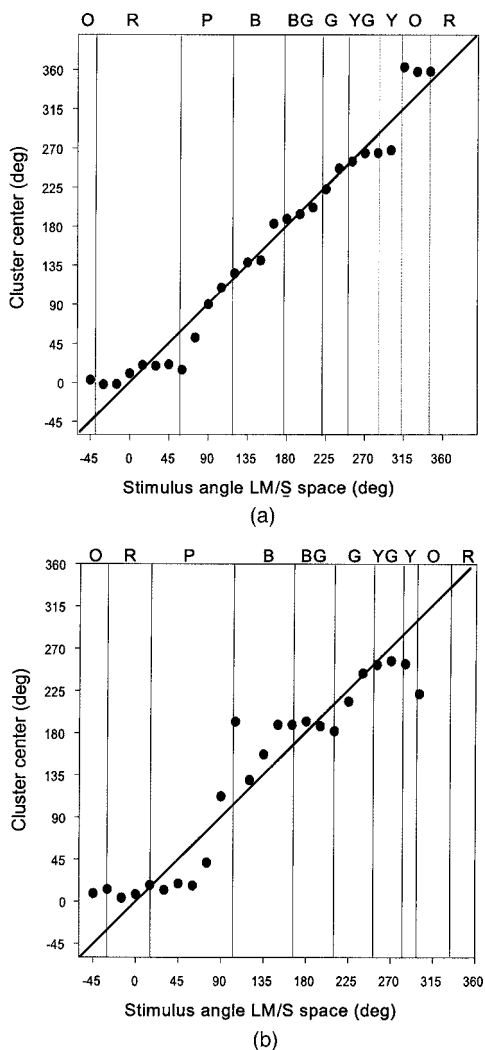 O R P B BG G YG Y O R
360
315
270
225
180
135
90
45
0
-45
Cluster center (deg)
-45 0 45 90 135 180 225 270 315 360
Stimulus angle LM/S space (deg)
(a)
O R P B BG G YG Y O R
360
315
270
225
180
135
90
45
0
-45
Cluster center (deg)
-45 0 45 90 135 180 225 270 315 360
Stimulus angle LM/S space (deg)
(b)